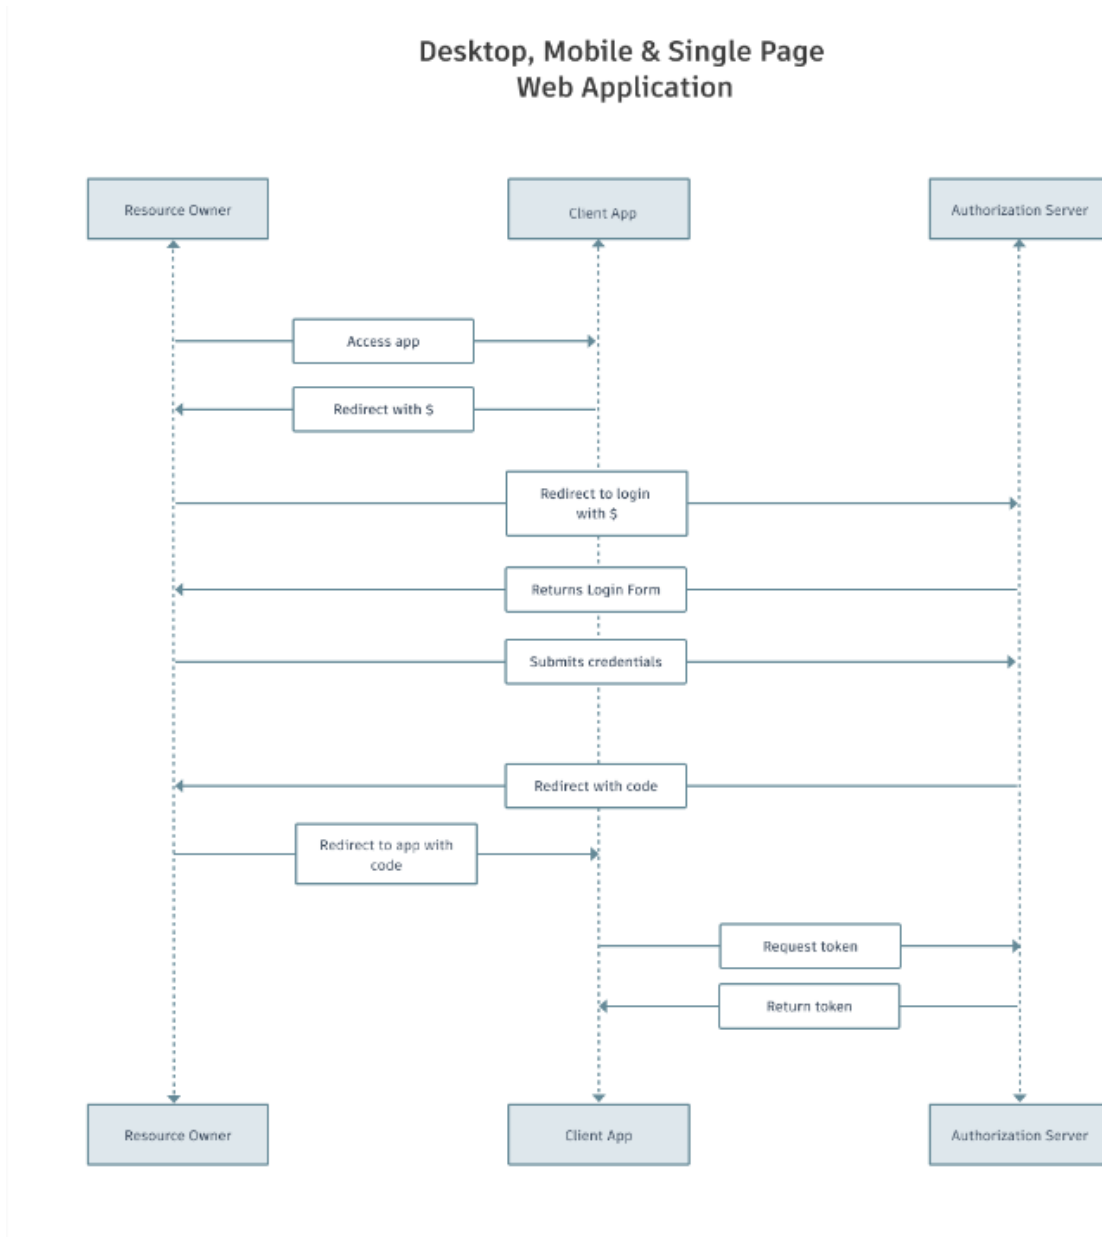 Desktop, Mobile & Single Page
Web Application
Resource Owner
Client App
Authorization Server
Access app
Redirect with $
Redirect to login
with $
Returns Login Form
Submits credentials
Redirect with code
Redirect to app with
code
Request token
Return token
Resource Owner
Client App
Authorization Server